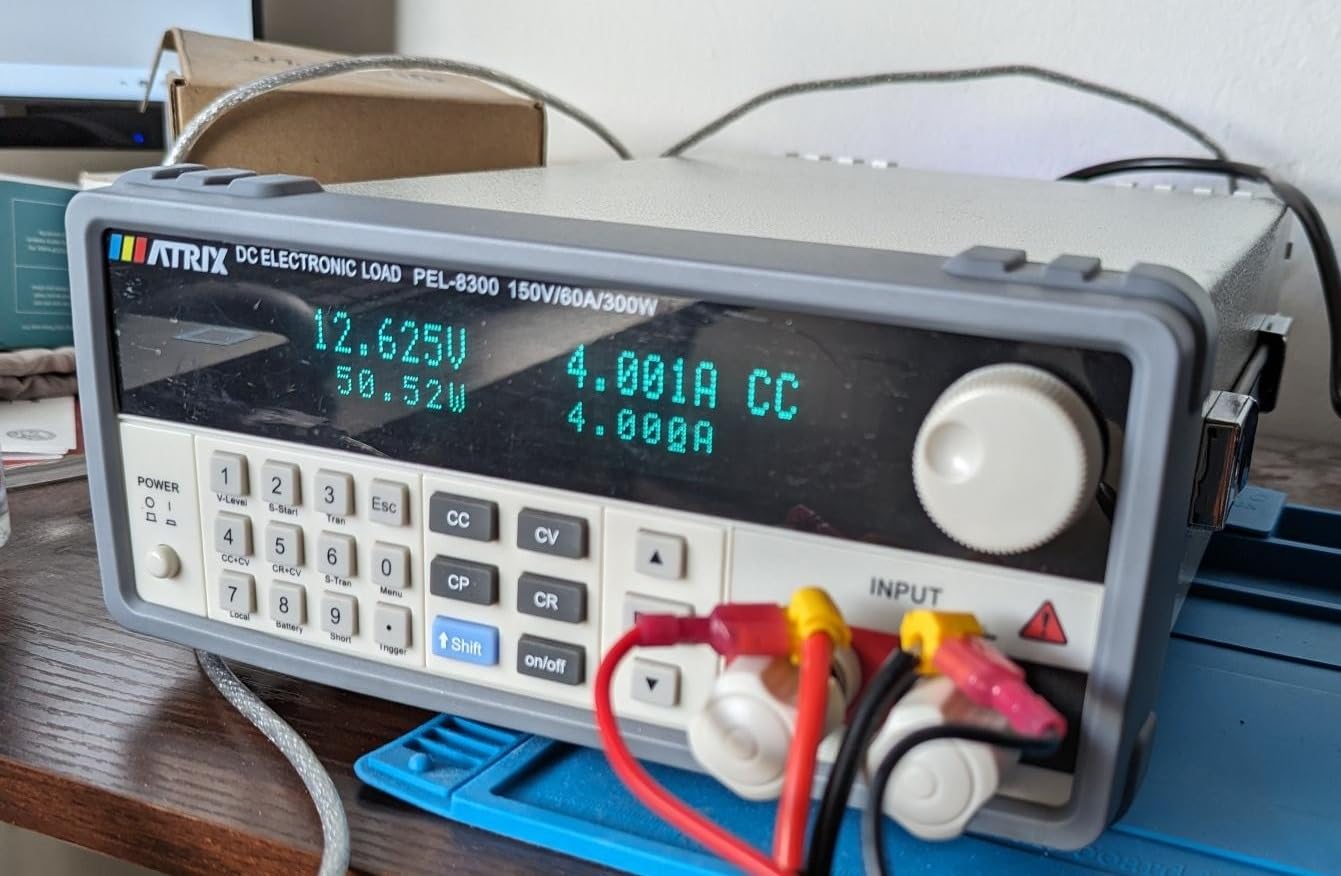 MATRIX DC ELECTRONIC LOAD PEL-8300 150V/60A/300W
12.625V 4.001A CC
50.52W 4.000A
POWER
O I
1 2 3 Esc
V-Level S-Start Tran
4 5 6 0
CC+CV CR+CV S-Tran Menu
7 8 9 •
Local Battery Short Trigger
CC CV
CP CR
Shift on/off
INPUT